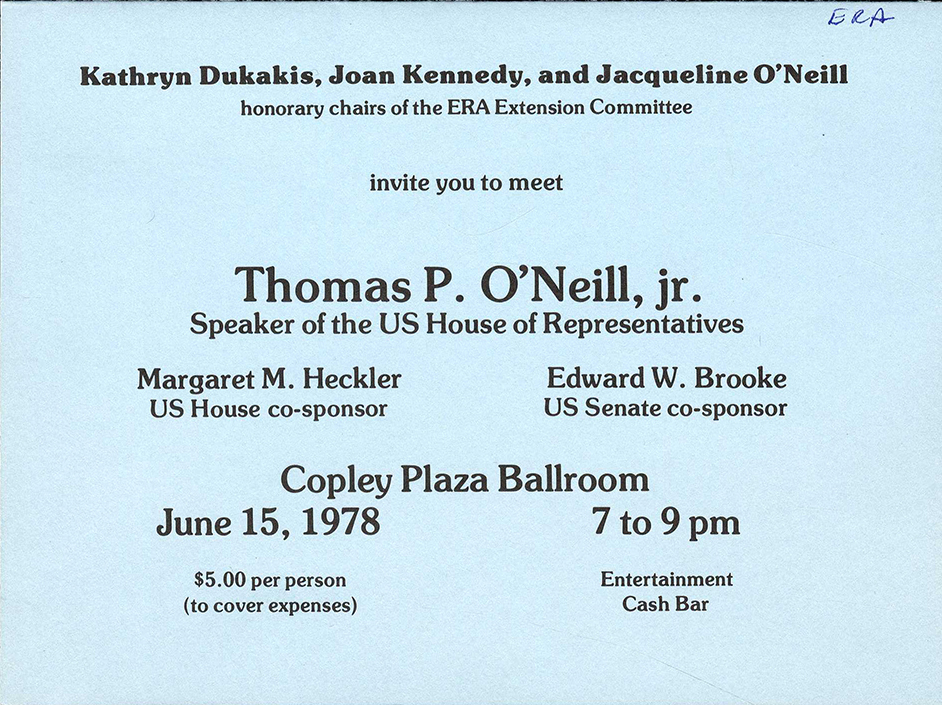 ERA
Kathryn Dukakis, Joan Kennedy, and Jacqueline O'Neill
honorary chairs of the ERA Extension Committee
invite you to meet
Thomas P. O'Neill, jr.
Speaker of the US House of Representatives
Margaret M. Heckler
US House co-sponsor
Edward W. Brooke
US Senate co-sponsor
Copley Plaza Ballroom
June 15, 1978
7 to 9 pm
$5.00 per person
(to cover expenses)
Entertainment
Cash Bar